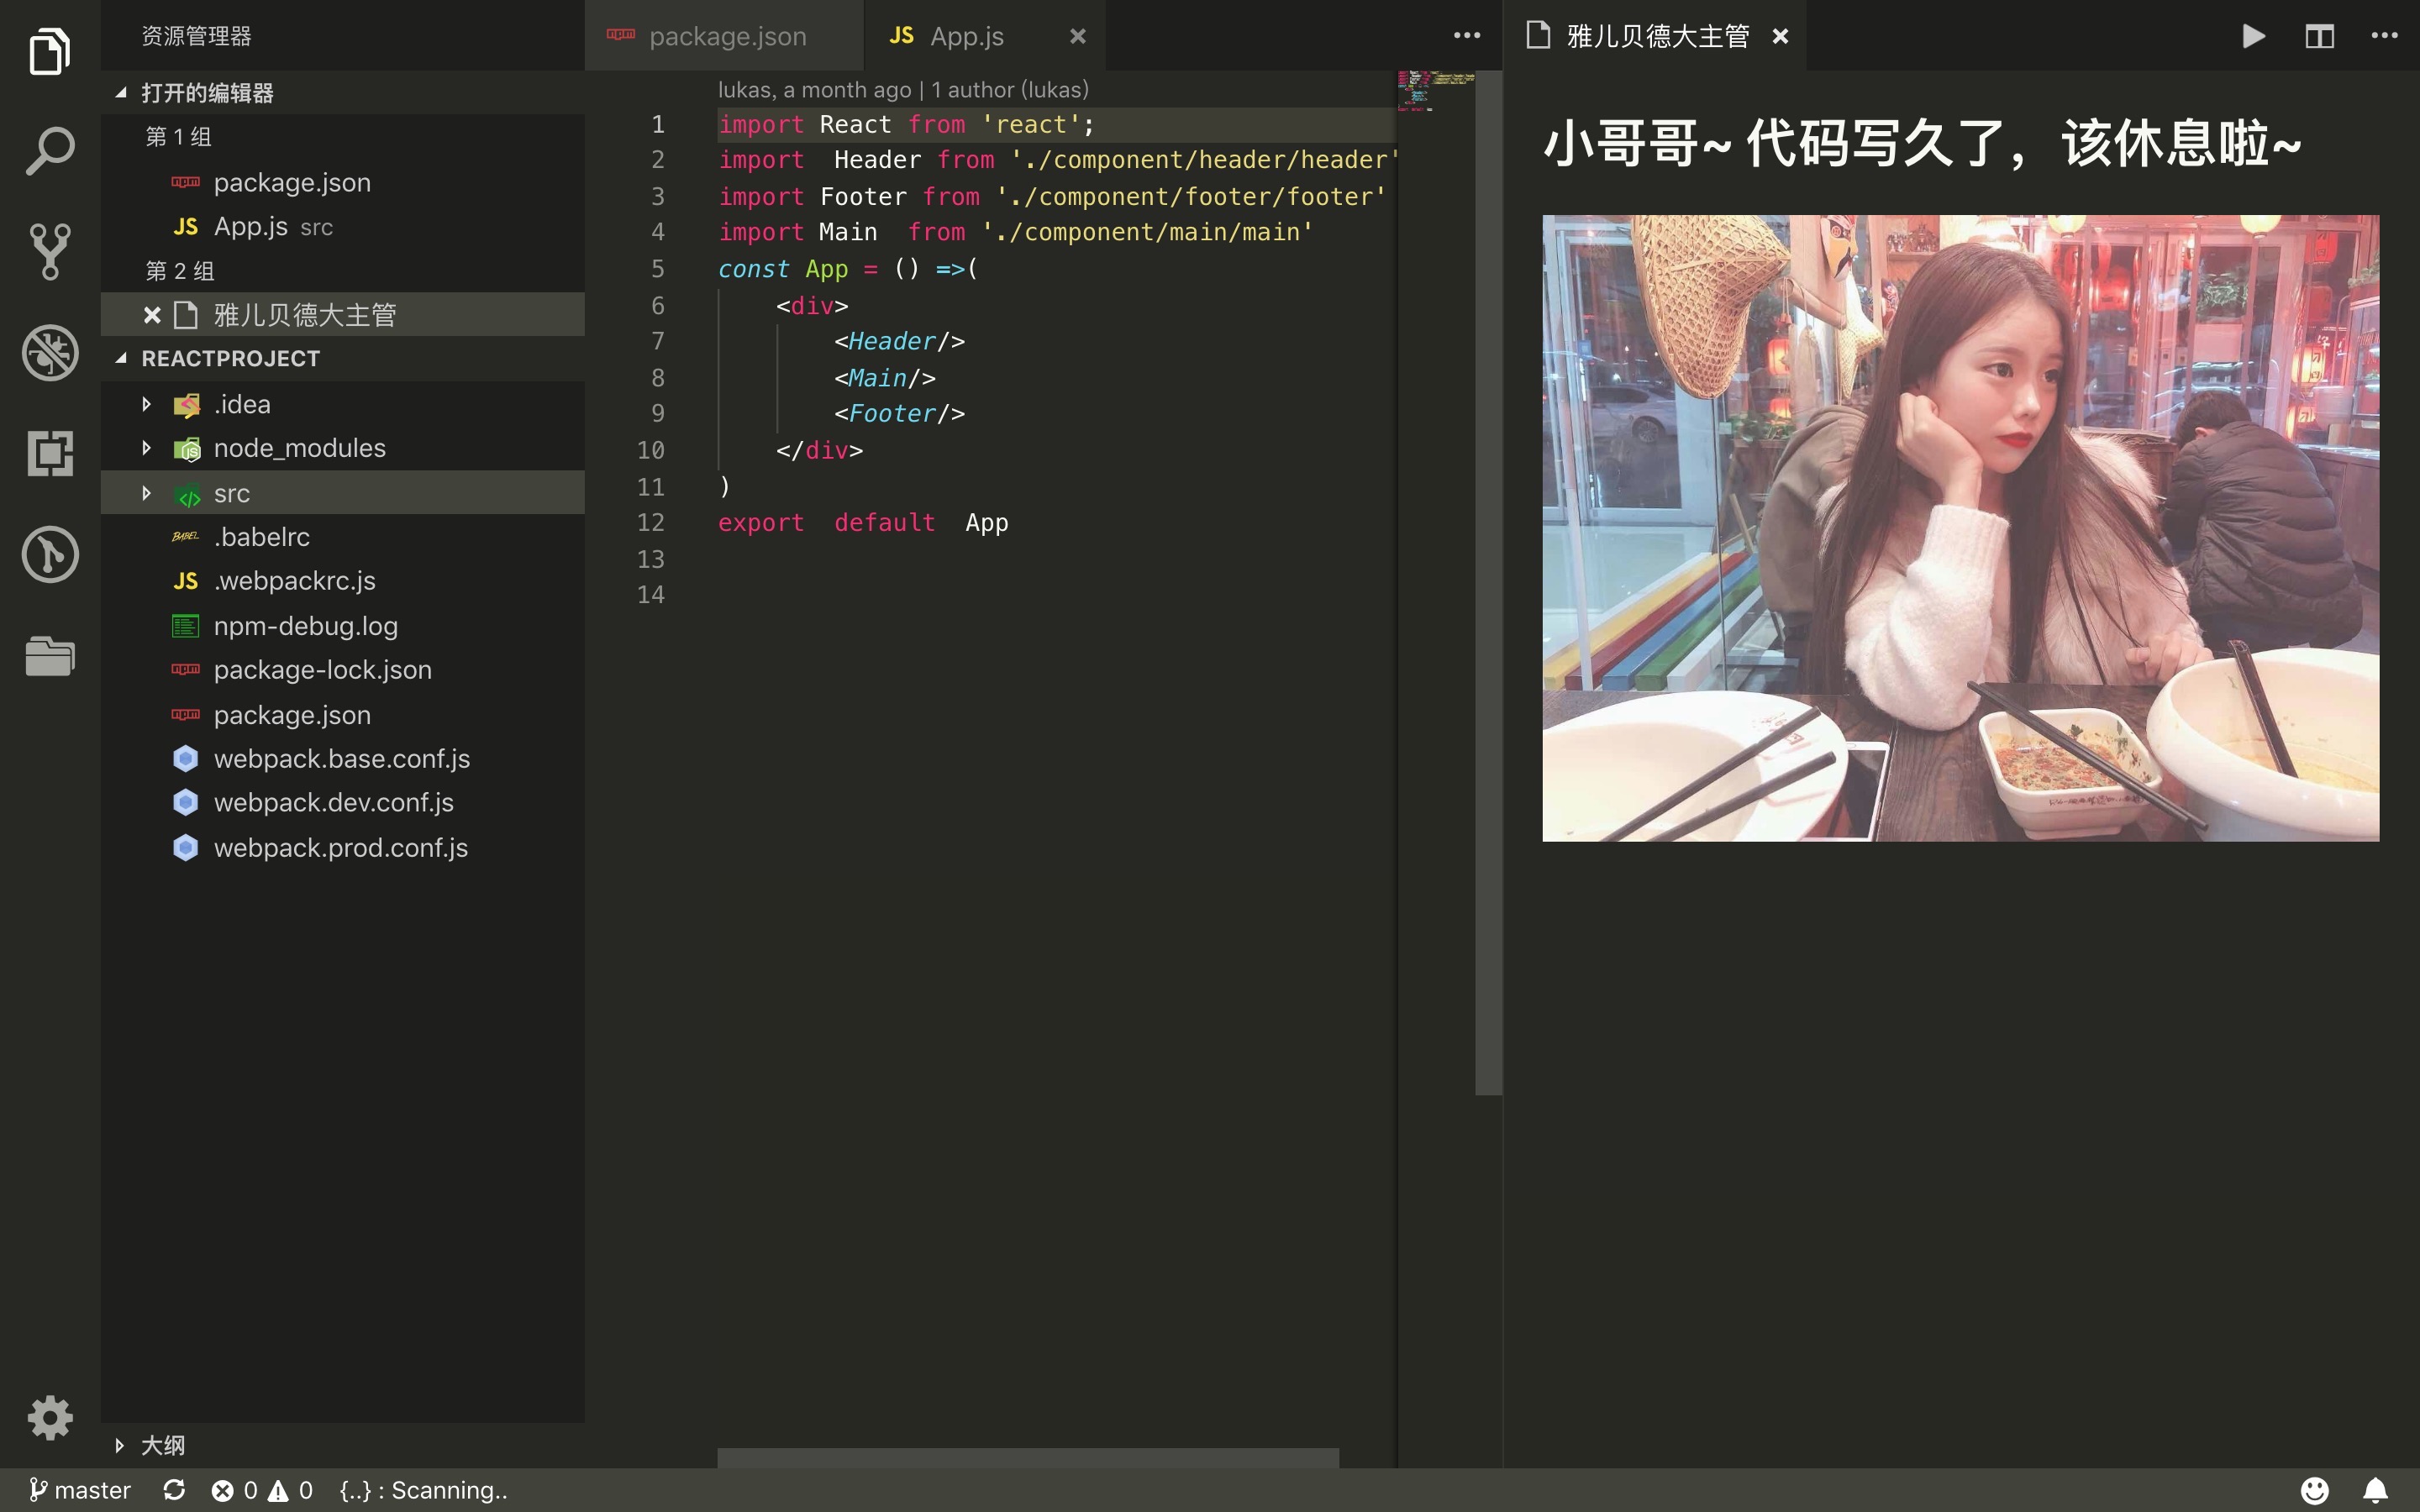 资源管理器
打开的编辑器
第 1 组
package.json
JS App.js src
第 2 组
雅儿贝德大主管
REACTPROJECT
.idea
node_modules
src
BABEL .babelrc
JS .webpackrc.js
npm-debug.log
package-lock.json
package.json
webpack.base.conf.js
webpack.dev.conf.js
webpack.prod.conf.js
大纲
package.json
JS App.js
lukas, a month ago | 1 author (lukas)
1 import React from 'react';
2 import  Header from './component/header/header'
3 import Footer from './component/footer/footer'
4 import Main  from './component/main/main'
5 const App = () =>(
6     <div>
7         <Header/>
8         <Main/>
9         <Footer/>
10     </div>
11 )
12 export  default  App
13
14
雅儿贝德大主管
小哥哥~ 代码写久了，该休息啦~
master 0 0 {..} : Scanning..